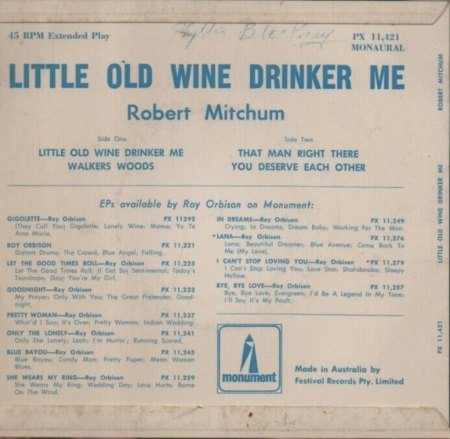 45 RPM Extended Play
PX 11,421
MONAURAL
LITTLE OLD WINE DRINKER ME
Robert Mitchum
Side One
LITTLE OLD WINE DRINKER ME
WALKERS WOODS
Side Two
THAT MAN RIGHT THERE
YOU DESERVE EACH OTHER
EPs available by Roy Orbison on Monument:
GIGOLETTE—Roy Orbison PX 11292
(They Call You) Gigolette; Lonely Wine; Mama; Yo Te
Amo Maria.
ROY ORBISON PX 11,221
Distant Drums; The Crowd; Blue Angel; Falling.
LET THE GOOD TIMES ROLL—Roy Orbison PX 11,225
Let The Good Times Roll; (I Get So) Sentimental; Today's
Teardrops; (Say) You're My Girl.
GOODNIGHT—Roy Orbison PX 11,233
My Prayer; Only With You; The Great Pretender; Good-
night.
PRETTY WOMAN—Roy Orbison PX 11,237
What'd I Say; It's Over; Pretty Woman; Indian Wedding.
ONLY THE LONELY—Roy Orbison PX 11,241
Only The Lonely; Leah; I'm Hurtin'; Running Scared.
BLUE BAYOU—Roy Orbison PX 11,245
Blue Bayou; Candy Man; Pretty Paper; Mean Woman
Blues.
SHE WEARS MY RING—Roy Orbison PX 11,229
She Wears My Ring; Wedding Day; Love Hurts; Borne
On The Wind.
IN DREAMS—Roy Orbison PX 11,249
Crying; In Dreams; Dream Baby; Working For The Man.
•LANA—Roy Orbison PX 11,276
Lana; Beautiful Dreamer; Blue Avenue; Come Back To
Me (My Love).
I CAN'T STOP LOVING YOU—Roy Orbison •PX 11,279
I Can't Stop Loving You; Love Star; Shahdaroba; Sleepy
Hollow.
BYE, BYE LOVE—Roy Orbison PX 11,247
Bye, Bye Love; Evergreen; I'd Be A Legend In My Time;
I'll Say It's My Fault.
monument
Made in Australia by
Festival Records Pty. Limited
ROBERT MITCHUM
LITTLE OLD WINE DRINKER ME
PX 11,421